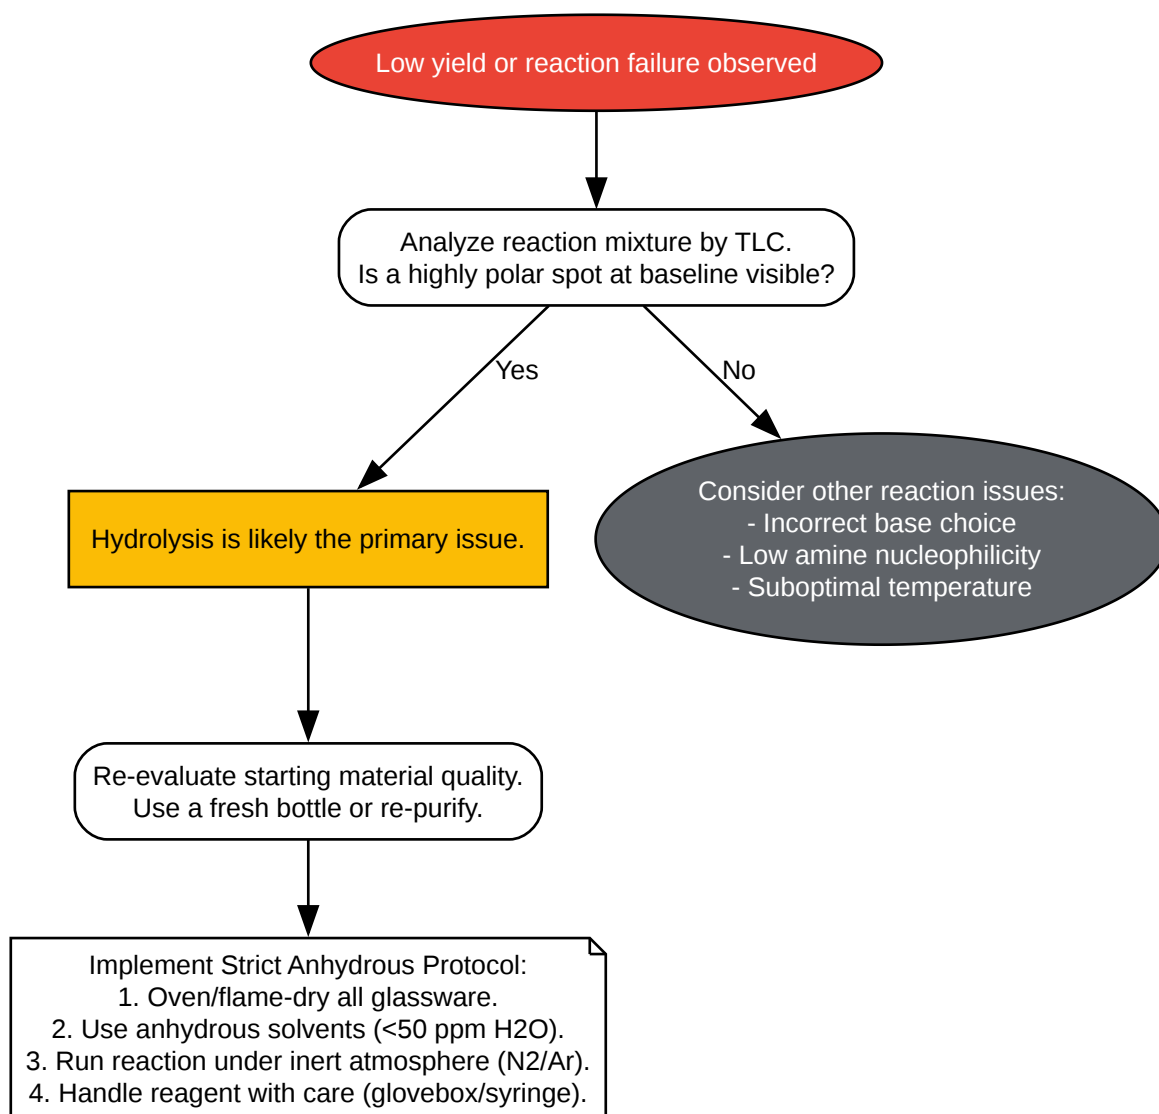 Low yield or reaction failure observed
Analyze reaction mixture by TLC.
Is a highly polar spot at baseline visible?
Yes
No
Hydrolysis is likely the primary issue.
Consider other reaction issues:
- Incorrect base choice
- Low amine nucleophilicity
- Suboptimal temperature
Re-evaluate starting material quality.
Use a fresh bottle or re-purify.
Implement Strict Anhydrous Protocol:
1. Oven/flame-dry all glassware.
2. Use anhydrous solvents (<50 ppm H2O).
3. Run reaction under inert atmosphere (N2/Ar).
4. Handle reagent with care (glovebox/syringe).